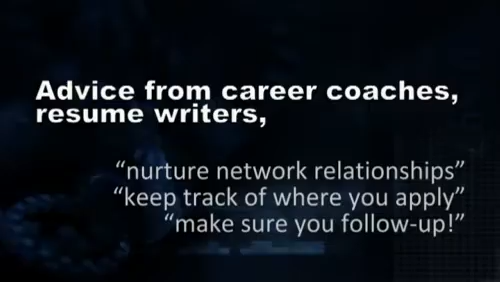 Advice from career coaches,
resume writers,
“nurture network relationships”
“keep track of where you apply”
“make sure you follow-up!”